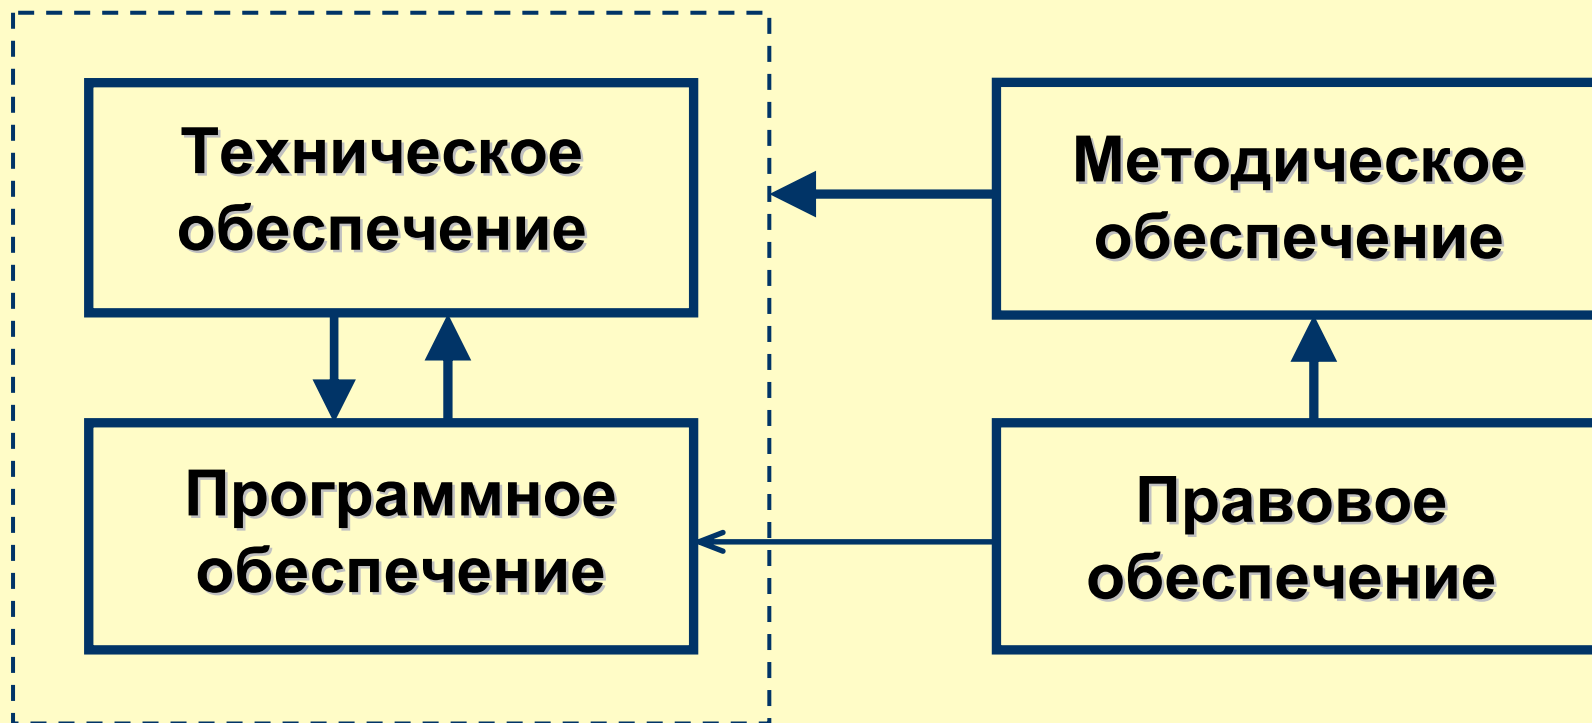 Техническое
обеспечение
Методическое
обеспечение
Программное
обеспечение
Правовое
обеспечение